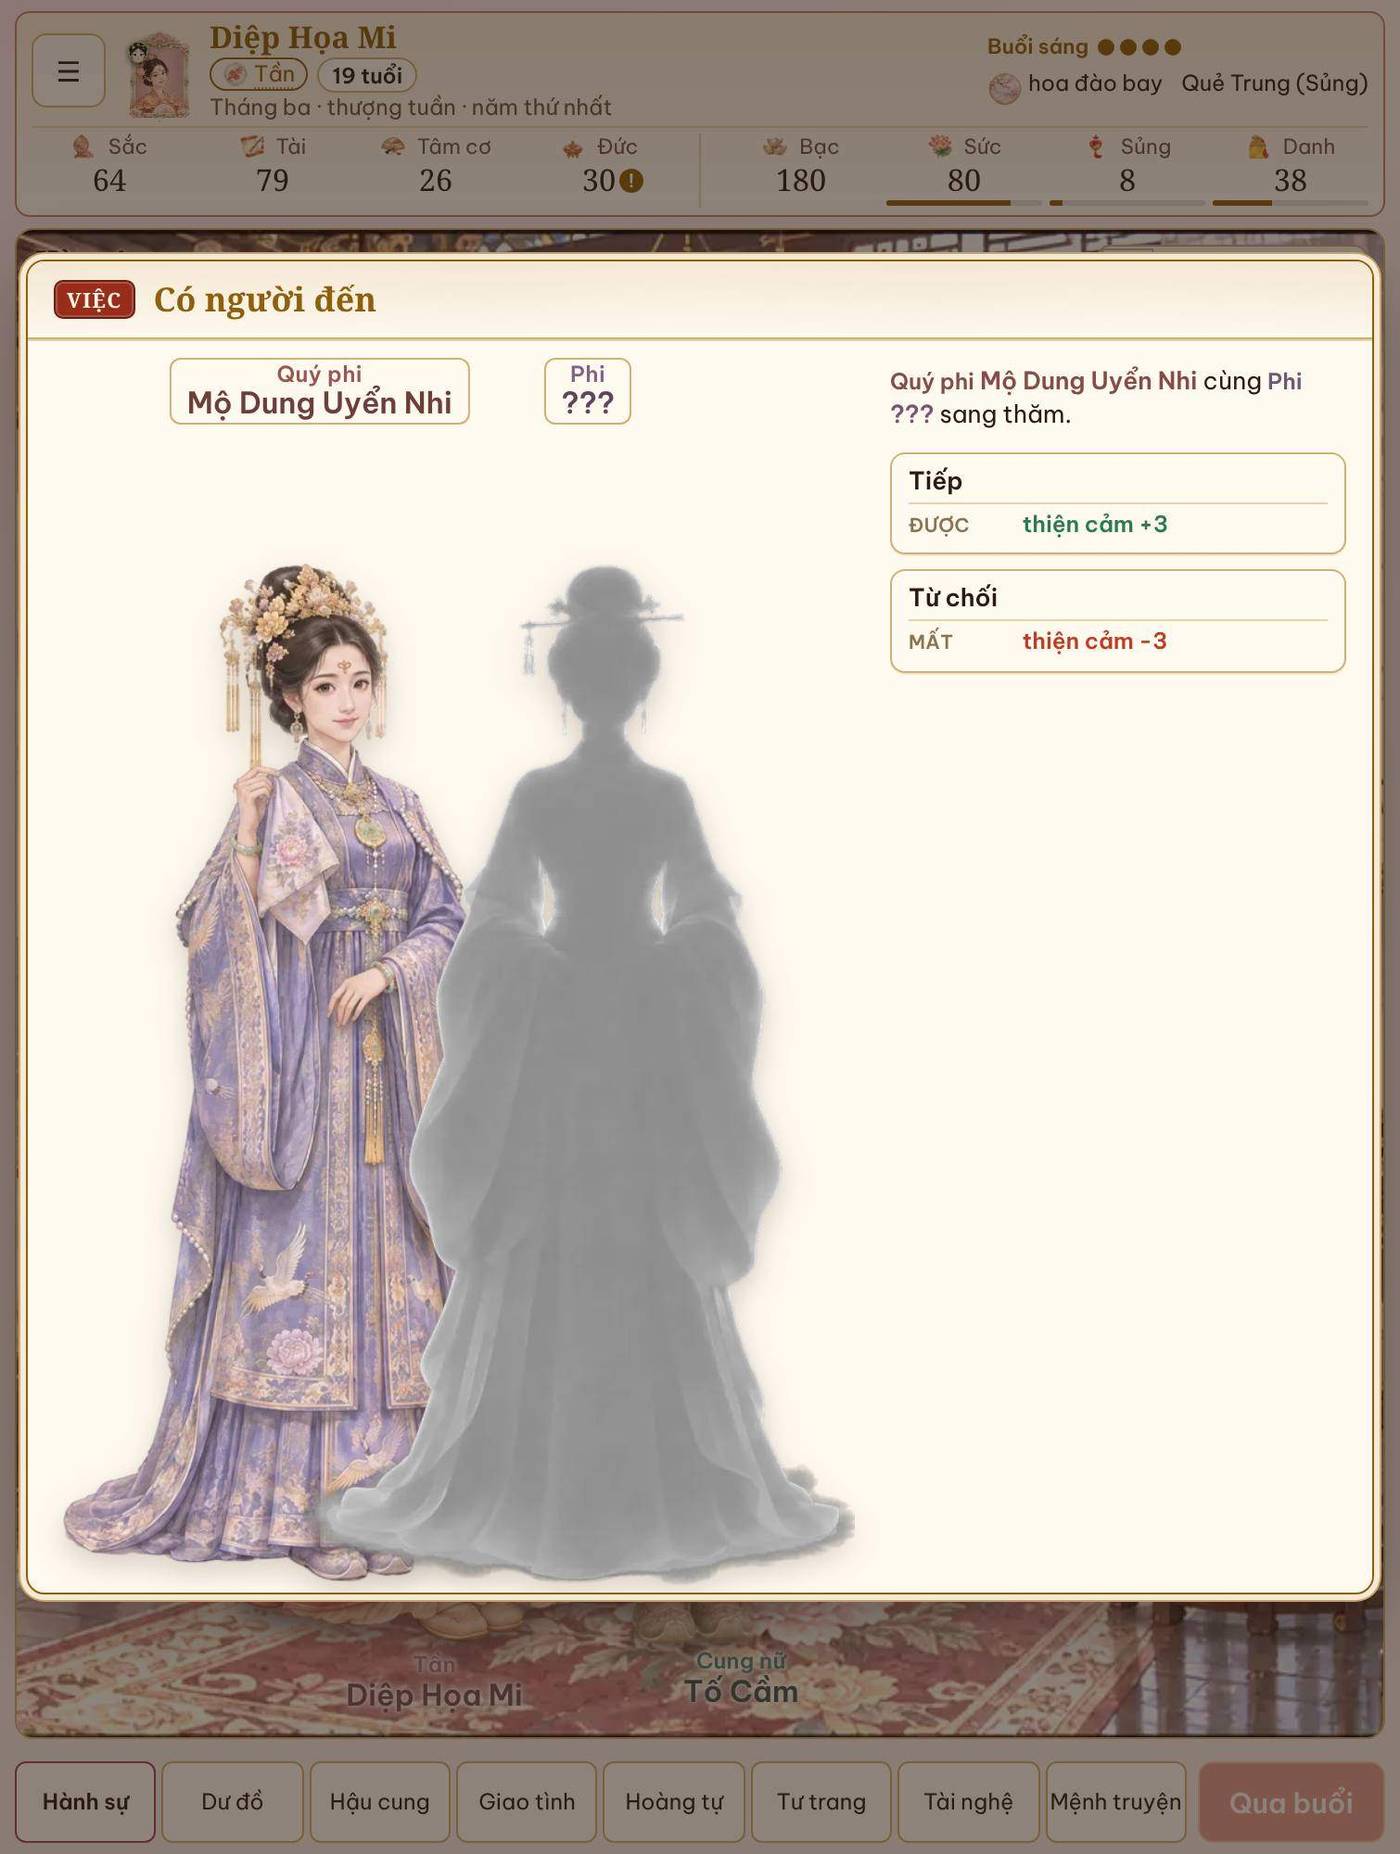 ☰
Diệp Họa Mi
Tần
19 tuổi
Tháng ba · thượng tuần · năm thứ nhất
Buổi sáng
hoa đào bay Quẻ Trung (Sủng)
Sắc
64
Tài
79
Tâm cơ
26
Đức
30 !
Bạc
180
Sức
80
Sủng
8
Danh
38
VIỆC Có người đến
Quý phi
Mộ Dung Uyển Nhi
Phi
???
Quý phi Mộ Dung Uyển Nhi cùng Phi
??? sang thăm.
Tiếp
ĐƯỢC thiện cảm +3
Từ chối
MẤT thiện cảm -3
Tần
Diệp Họa Mi
Cung nữ
Tố Cầm
Hành sự
Dư đồ
Hậu cung
Giao tình
Hoàng tự
Tư trang
Tài nghệ
Mệnh truyện
Qua buổi